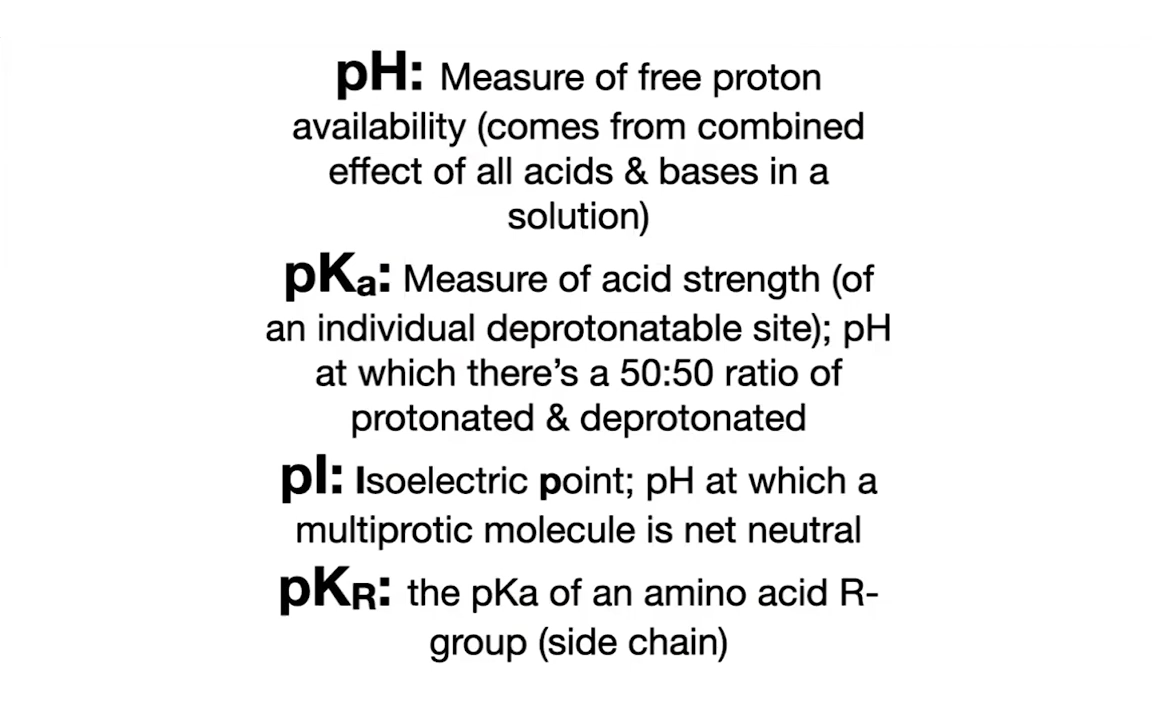 pH: Measure of free proton
availability (comes from combined
effect of all acids & bases in a
solution)
pKa: Measure of acid strength (of
an individual deprotonatable site); pH
at which there’s a 50:50 ratio of
protonated & deprotonated
pI: Isoelectric point; pH at which a
multiprotic molecule is net neutral
pKR: the pKa of an amino acid R-
group (side chain)